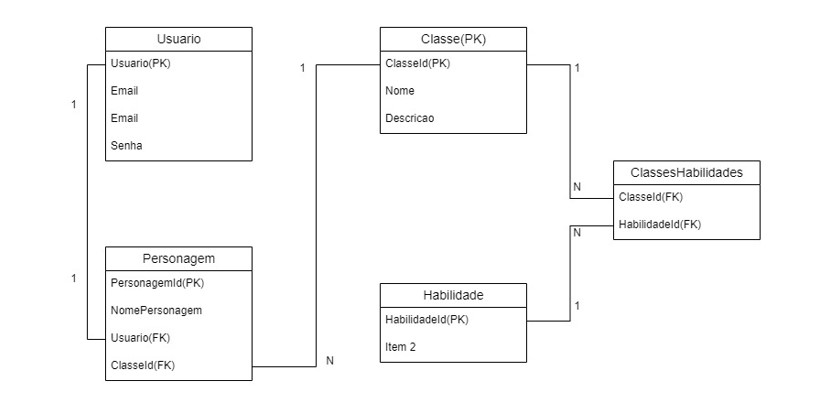 Usuario
Usuario(PK)
Email
Email
Senha
1
1
Personagem
PersonagemId(PK)
NomePersonagem
Usuario(FK)
ClasseId(FK)
1
N
Classe(PK)
ClasseId(PK)
Nome
Descricao
1
N
ClassesHabilidades
ClasseId(FK)
HabilidadeId(FK)
N
1
Habilidade
HabilidadeId(PK)
Item 2